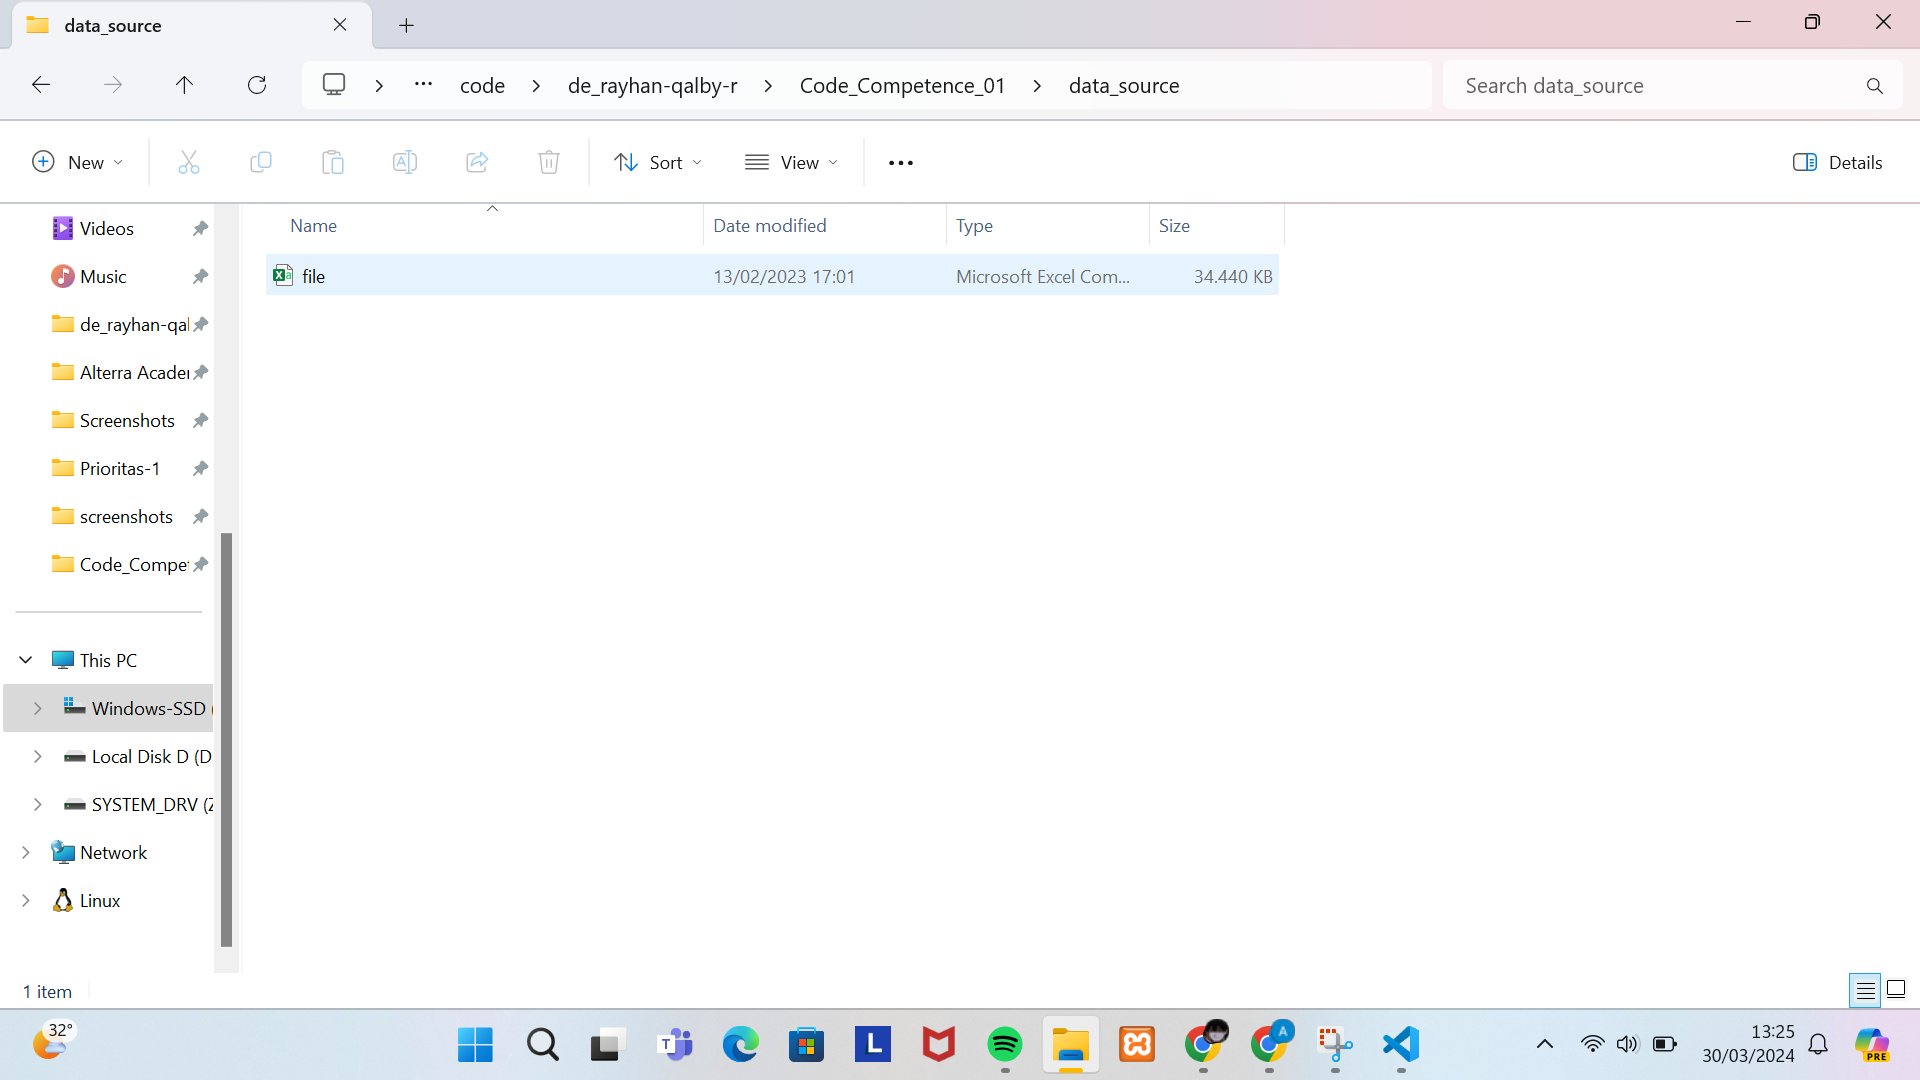 data_source
code
de_rayhan-qalby-r
Code_Competence_01
data_source
Search data_source
New
Sort
View
Details
Name
Date modified
Type
Size
file
13/02/2023 17:01
Microsoft Excel Com...
34.440 KB
Videos
Music
de_rayhan-qal
Alterra Acader
Screenshots
Prioritas-1
screenshots
Code_Compet
This PC
Windows-SSD (
Local Disk D (D
SYSTEM_DRV (Z
Network
Linux
1 item
32°
T
L
A
13:25
30/03/2024
PRE